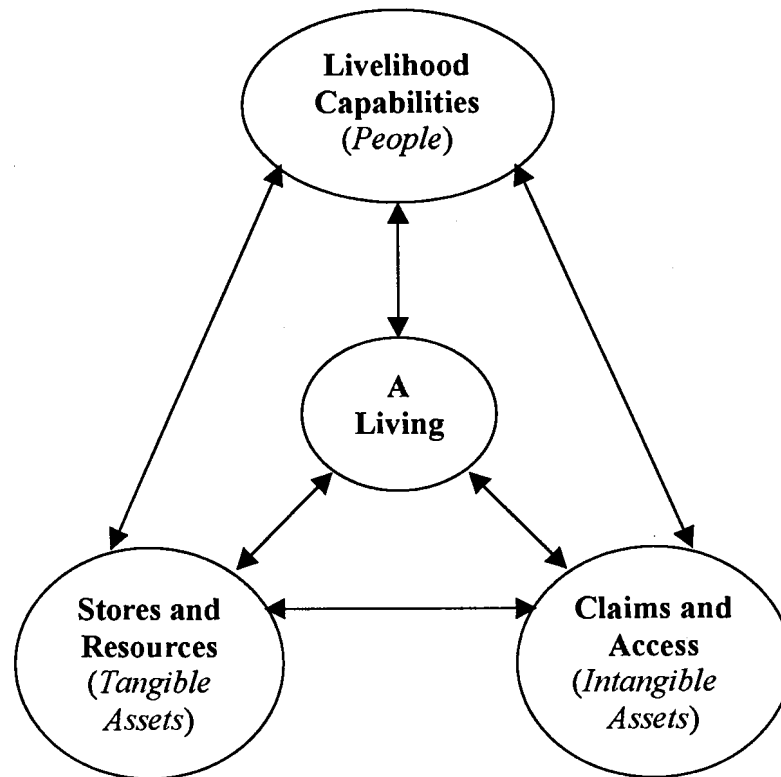 Livelihood
Capabilities
(People)
A
Living
Stores and
Resources
(Tangible
Assets)
Claims and
Access
(Intangible
Assets)